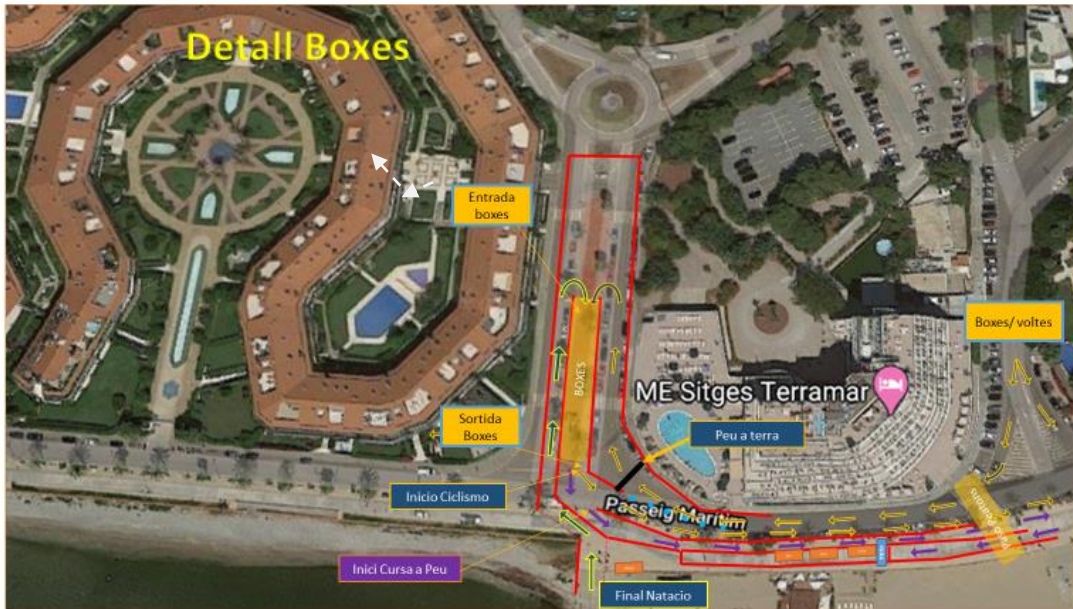 Detall Boxes
Entrada
boxes
Boxes/ voltes
BOXES
ME Sitges Terramar
Sortida
Boxes
Peu a terra
Inicio Ciclismo
Passeig Marítim
Inici Cursa a Peu
Final Natacio